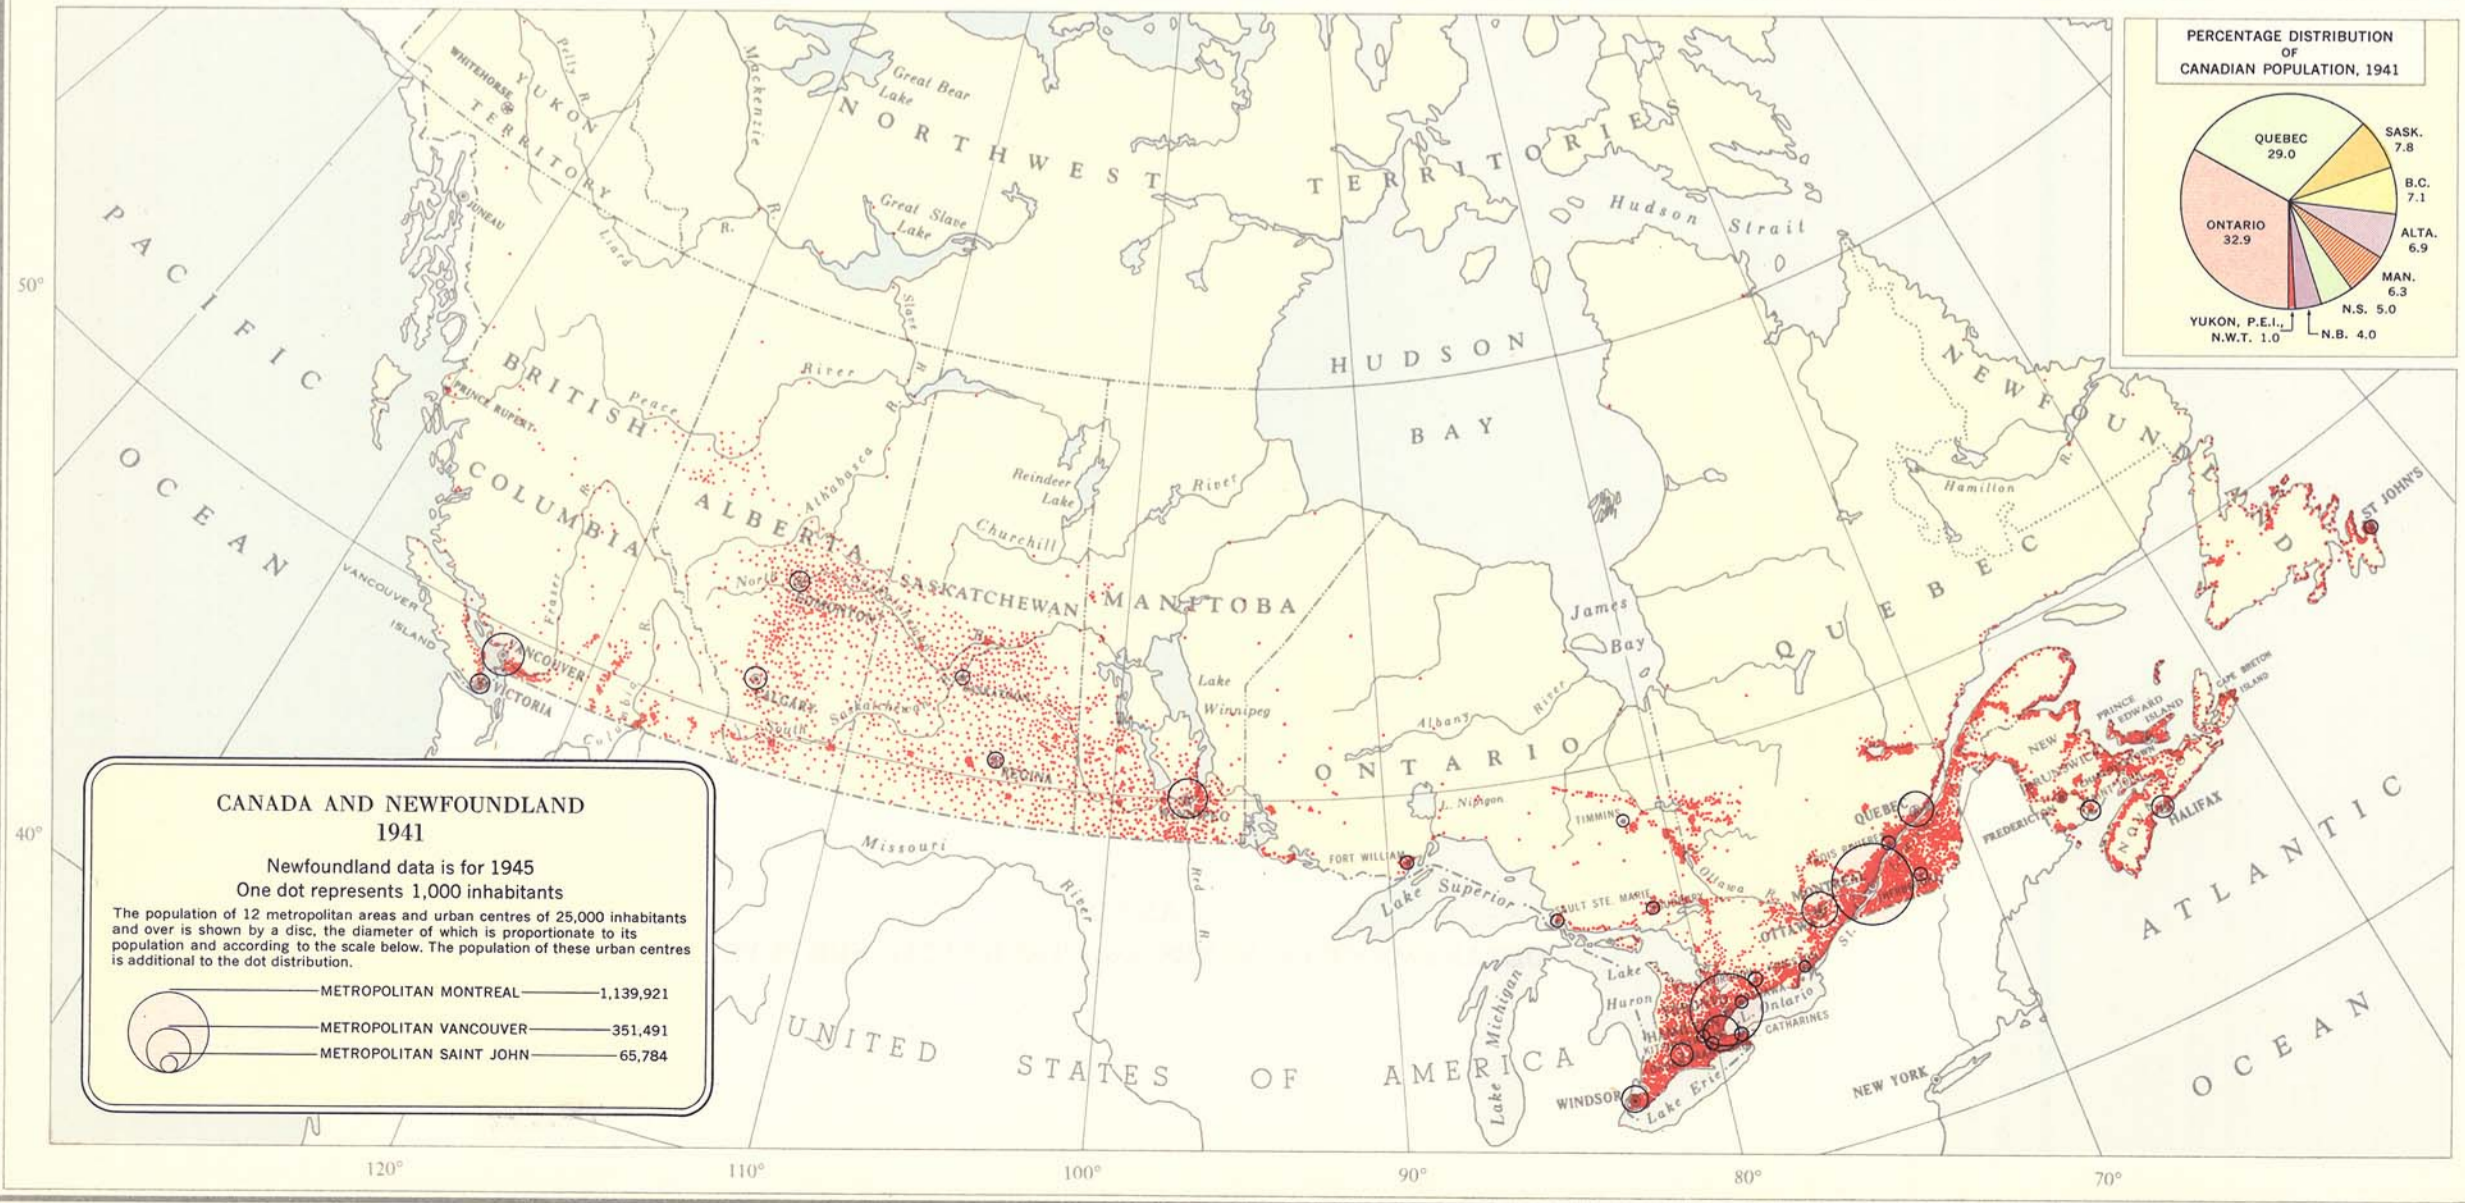 PERCENTAGE DISTRIBUTION
OF
CANADIAN POPULATION, 1941
QUEBEC
29.0
SASK.
7.8
B.C.
7.1
ALTA.
6.9
MAN.
6.3
N.S. 5.0
N.B. 4.0
YUKON, P.E.I.,
N.W.T. 1.0
ONTARIO
32.9
WHITEHORSE
Pelly R.
YUKON
TERRITORY
Mackenzie
R.
Great Bear
Lake
NORTHWEST TERRITORIES
JUNEAU
Liard
R.
Great Slave
Lake
Slave
R.
Hudson Strait
PACIFIC
OCEAN
50°
40°
HUDSON
BAY
BRITISH
COLUMBIA
PRINCE RUPERT
Peace
River
R.
Athabasca
ALBERTA
Reindeer
Lake
River
Churchill
NEWFOUNDLAND
Hamilton
R.
ST JOHN'S
VANCOUVER
ISLAND
Fraser
R.
VANCOUVER
VICTORIA
Columbia
R.
North
EDMONTON
Saskatchewan
R.
SASKATCHEWAN
MANITOBA
CALGARY
South
Saskatchewan
REGINA
Lake
Winnipeg
James
Bay
QUEBEC
Albany
River
ONTARIO
L. Nipigon
TIMMINS
FORT WILLIAM
Lake Superior
SAULT STE. MARIE
Ottawa R.
QUEBEC
MONTREAL
OTTAWA
St.
PRINCE
EDWARD
ISLAND
CAPE BRETON
ISLAND
NEW
BRUNSWICK
FREDERICTON
HALIFAX
Missouri
River
Red
R.
Lake
Huron
Lake Michigan
L. Ontario
CATHARINES
Lake Erie
WINDSOR
NEW YORK
UNITED STATES OF AMERICA
ATLANTIC
OCEAN
CANADA AND NEWFOUNDLAND
1941
Newfoundland data is for 1945
One dot represents 1,000 inhabitants
The population of 12 metropolitan areas and urban centres of 25,000 inhabitants
and over is shown by a disc, the diameter of which is proportionate to its
population and according to the scale below. The population of these urban centres
is additional to the dot distribution.
METROPOLITAN MONTREAL 1,139,921
METROPOLITAN VANCOUVER 351,491
METROPOLITAN SAINT JOHN 65,784
120°
110°
100°
90°
80°
70°